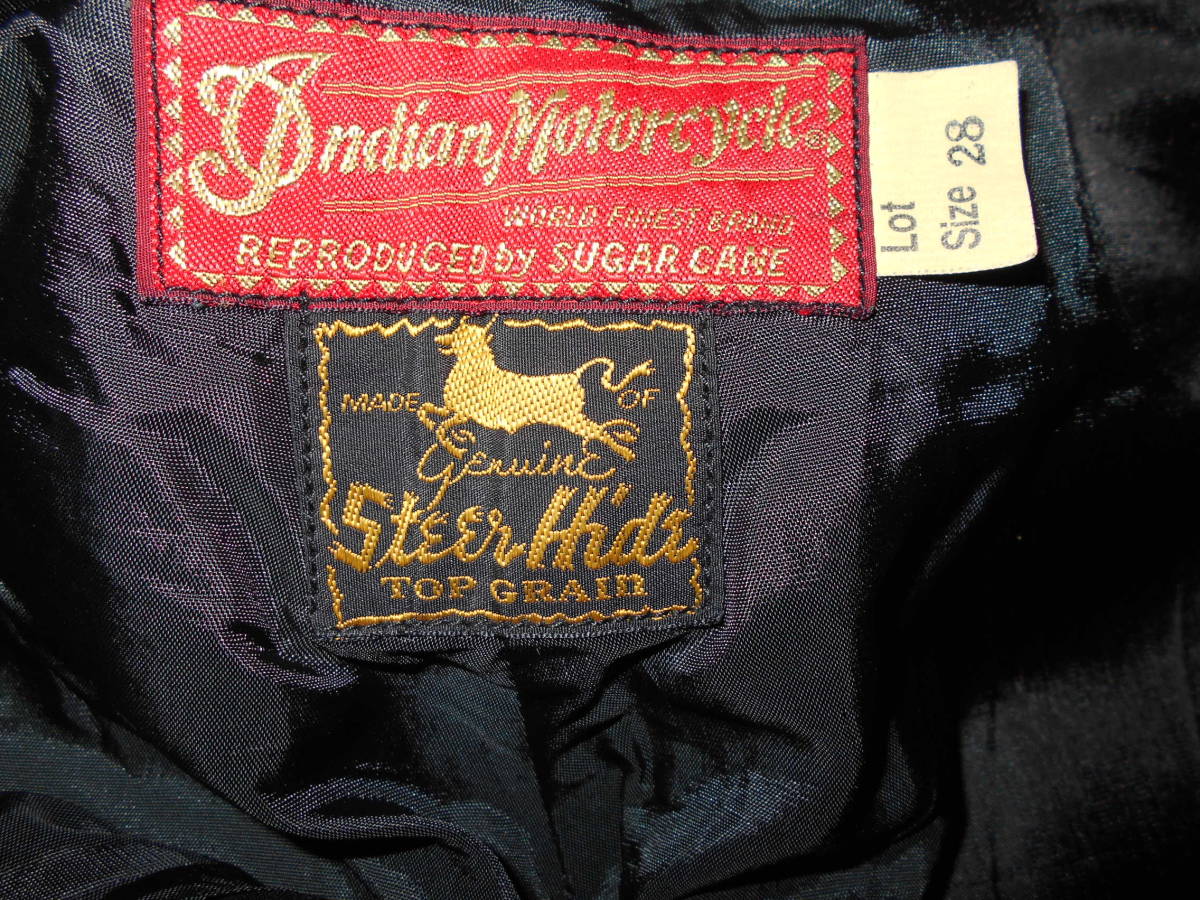 Indian Motorcycle®
WORLD FINEST BRAND
REPRODUCED by SUGAR CANE
Lot
Size 28
MADE OF
Genuine
Steer Hide
TOP GRAIN